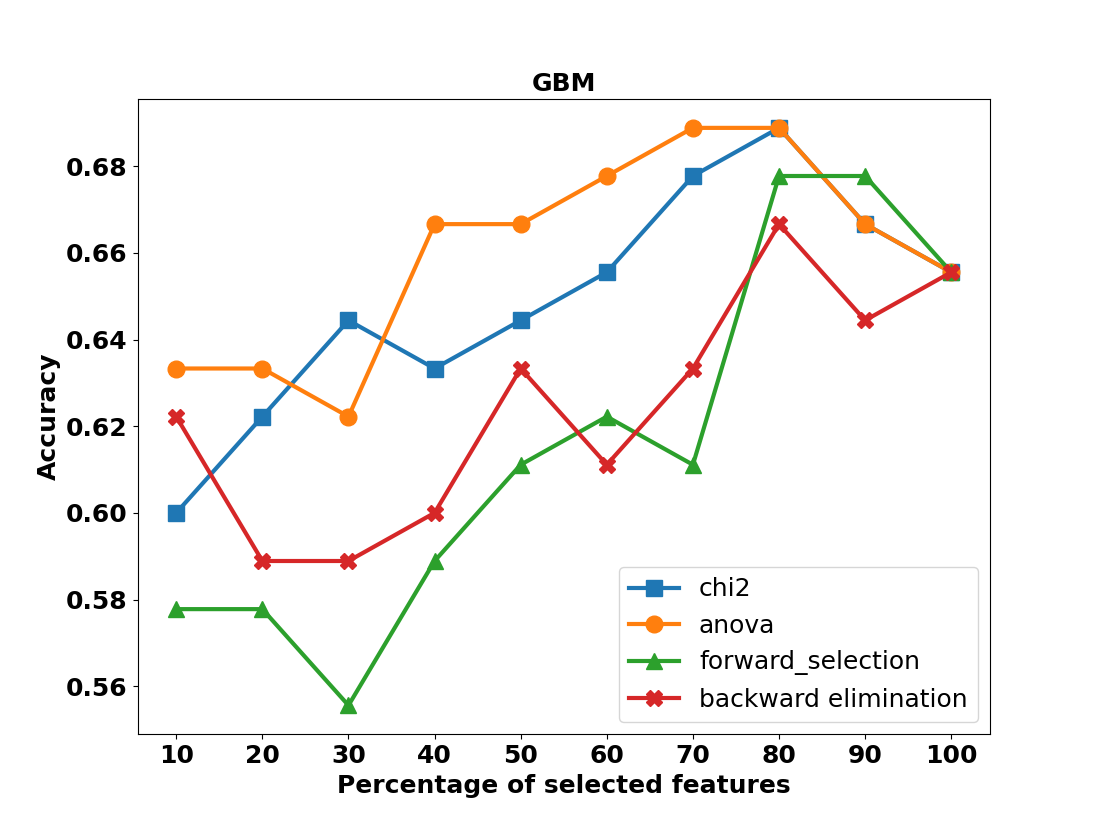 GBM
Accuracy
0.68
0.66
0.64
0.62
0.60
0.58
0.56
10 20 30 40 50 60 70 80 90 100
Percentage of selected features
chi2
anova
forward_selection
backward elimination